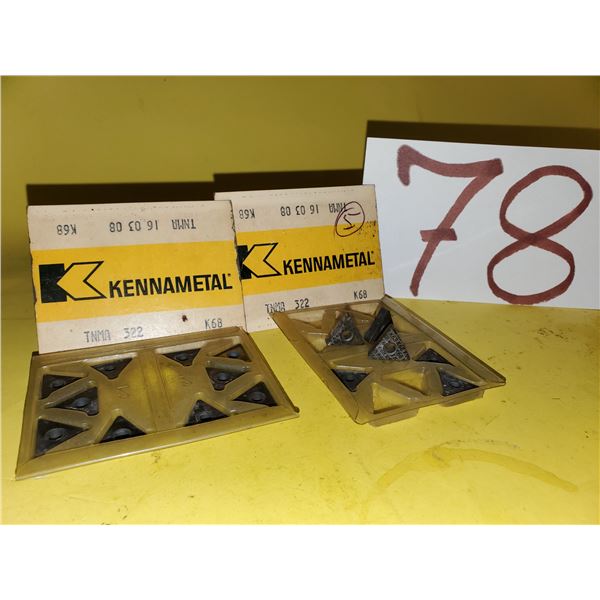 K68 TNMA 16 03 08
KENNAMETAL
TNMA 322 K68
K68 TNMA 16 03 08
5
KENNAMETAL
TNMA 322 K68
78